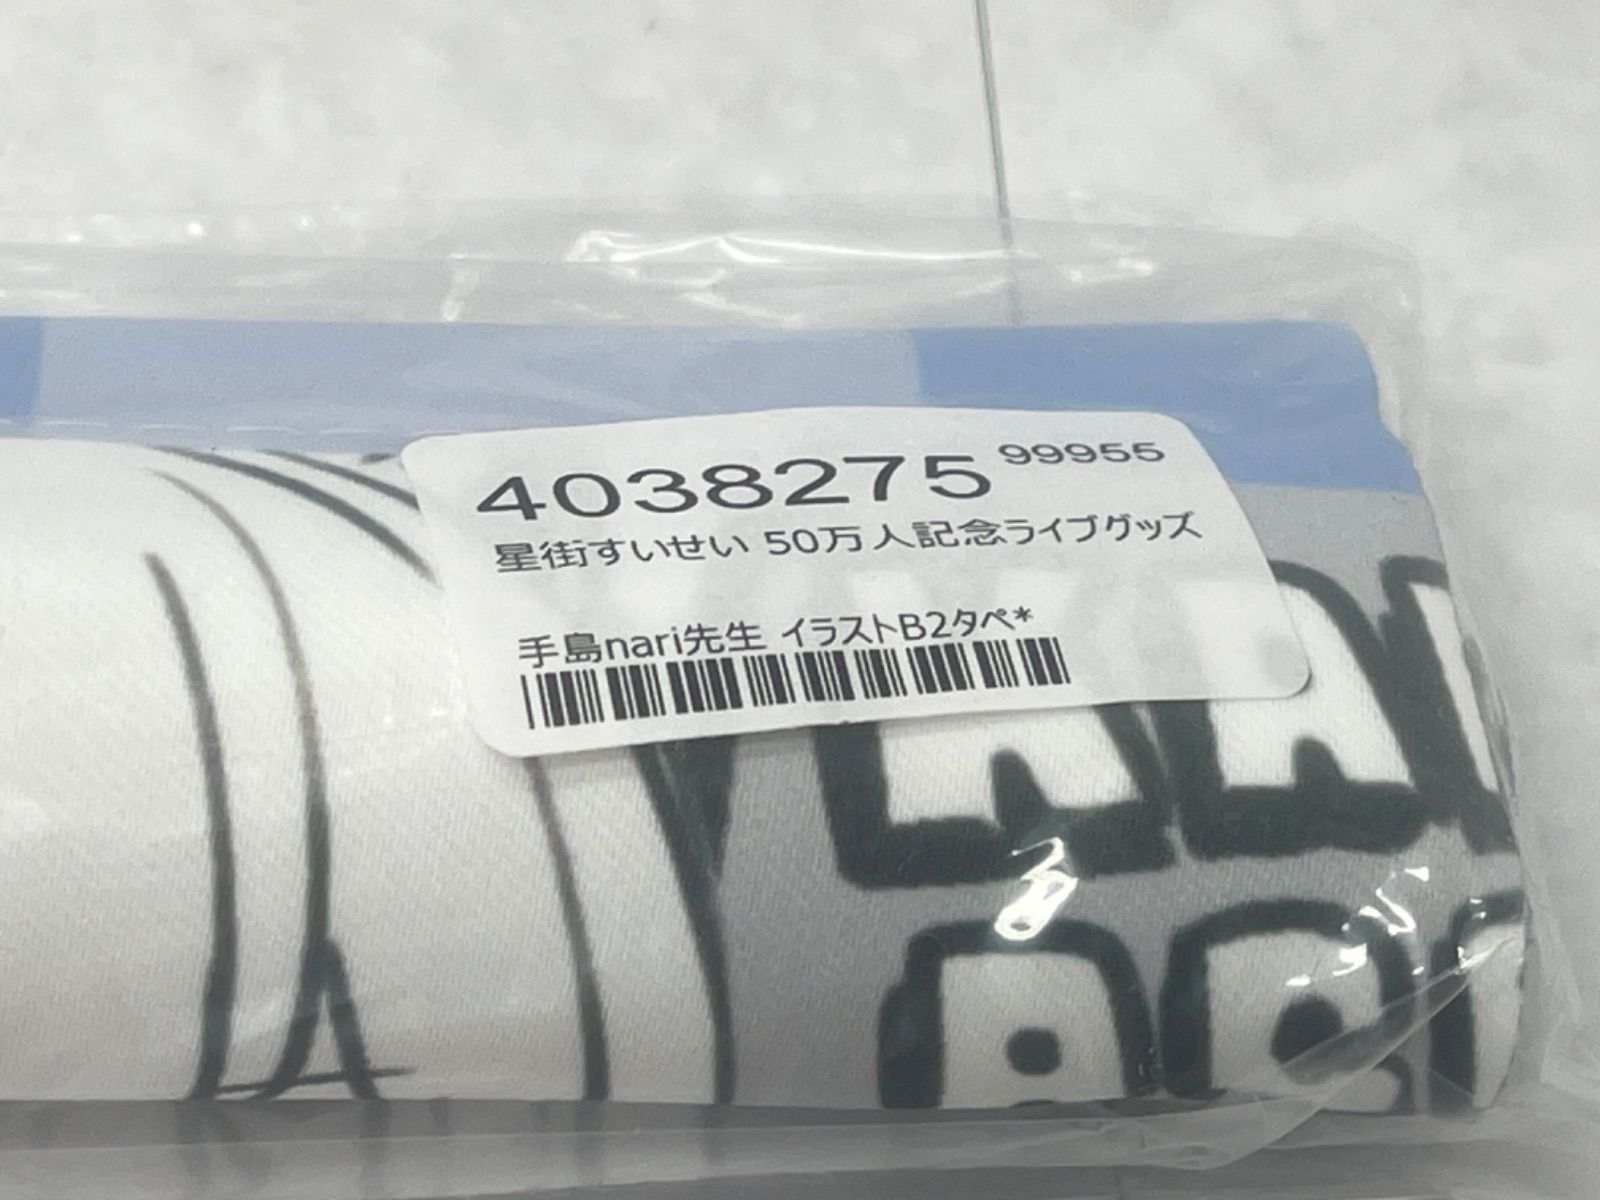 4038275 99955
星街すいせい 50万人記念ライブグッズ
手島nari先生 イラストB2タペ*